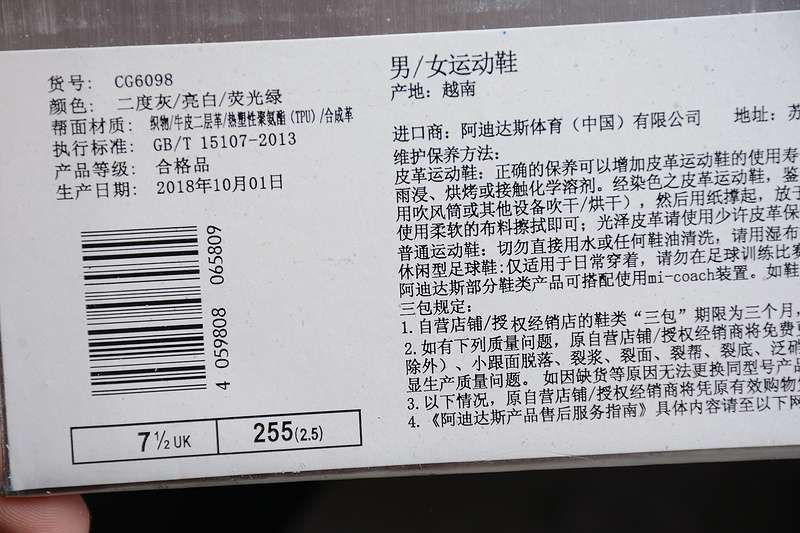 货号: CG6098
颜色: 二度灰/亮白/荧光绿
帮面材质: 织物/牛皮二层革/热塑性聚氨酯(TPU)/合成革
执行标准: GB/T 15107-2013
产品等级: 合格品
生产日期: 2018年10月01日
4 059808 065809
7 ½ UK
255(2.5)
男/女运动鞋
产地: 越南
进口商: 阿迪达斯体育(中国)有限公司 地址: 苏
维护保养方法:
皮革运动鞋: 正确的保养可以增加皮革运动鞋的使用寿
雨浸、烘烤或接触化学溶剂。经染色之皮革运动鞋, 鉴
用吹风筒或其他设备吹干/烘干), 然后用纸撑起, 放于
使用柔软的布料擦拭即可; 光泽皮革请使用少许皮革保
普通运动鞋: 切勿直接用水或任何鞋油清洗, 请用湿布
休闲型足球鞋:仅适用于日常穿着, 请勿在足球训练比赛
阿迪达斯部分鞋类产品可搭配使用mi-coach装置。如鞋
三包规定:
1.自营店铺/授权经销店的鞋类“三包”期限为三个月,
2.如有下列质量问题, 原自营店铺/授权经销商将免费更
除外)、小跟面脱落、裂浆、裂面、裂帮、裂底、泛硝
显生产质量问题。如因缺货等原因无法更换同型号产品
3.以下情况, 原自营店铺/授权经销商将凭原有效购物
4.《阿迪达斯产品售后服务指南》具体内容请至以下网